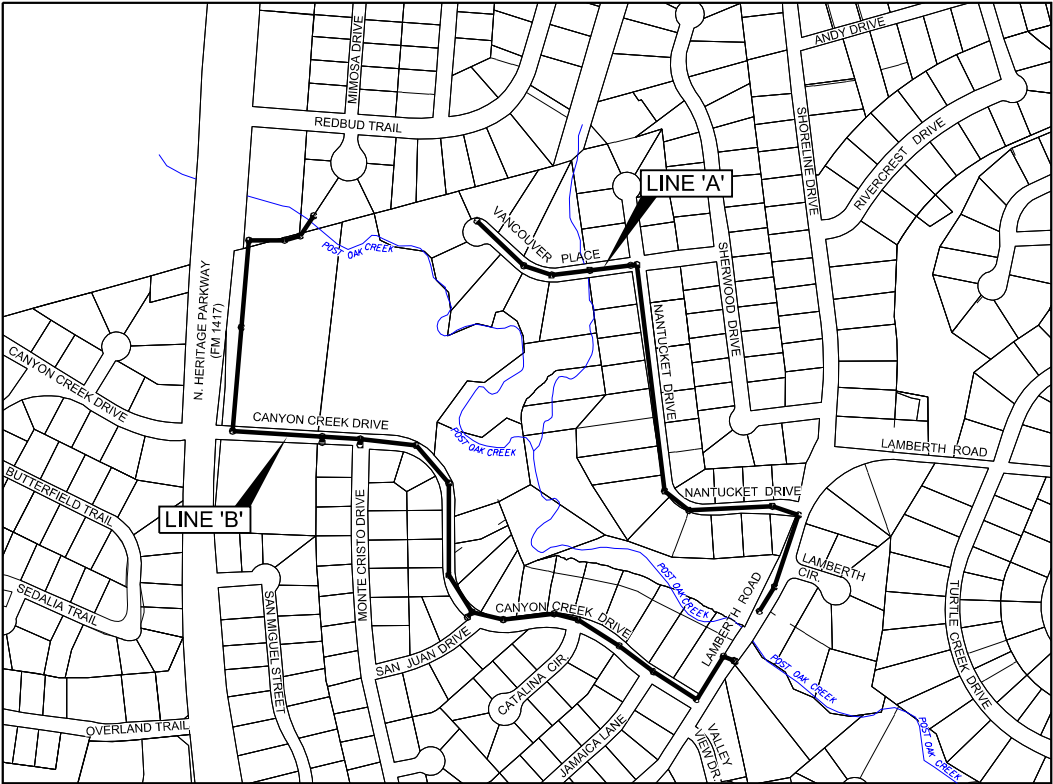 ANDY DRIVE
MIMOSA DRIVE
REDBUD TRAIL
SHORELINE DRIVE
RIVERCREST DRIVE
LINE 'A'
VANCOUVER PLACE
POST OAK CREEK
SHERWOOD DRIVE
N. HERITAGE PARKWAY
(FM 1417)
NANTUCKET DRIVE
CANYON CREEK DRIVE
CANYON CREEK DRIVE
POST OAK CREEK
LAMBERTH ROAD
BUTTERFIELD TRAIL
LINE 'B'
NANTUCKET DRIVE
MONTE CRISTO DRIVE
LAMBERTH
CIR.
POST OAK CREEK
SEDALIA TRAIL
SAN MIGUEL STREET
CANYON CREEK DRIVE
LAMBERTH ROAD
TURTLE CREEK DRIVE
SAN JUAN DRIVE
CATALINA CIR.
POST OAK CREEK
OVERLAND TRAIL
JAMAICA LANE
VALLEY
VIEW DR.
POST OAK CREEK